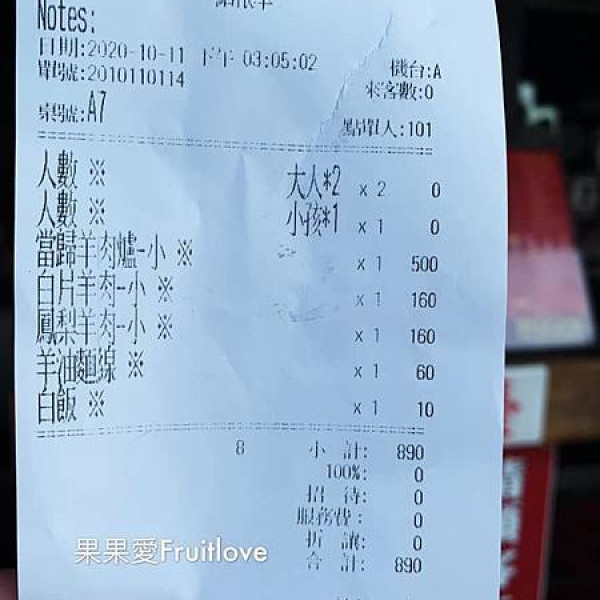 Notes:
日期:2020-10-11 下午 03:05:02
機台:A
單號:2010110114
來客數:0
桌號:A7
點單人:101
人數 ※ 大人*2 x 2 0
人數 ※ 小孩*1 x 1 0
當歸羊肉爐-小 ※ x 1 500
白片羊肉-小 ※ x 1 160
鳳梨羊肉-小 ※ x 1 160
羊油麵線 ※ x 1 60
白飯 ※ x 1 10
8 小 計: 890
100%: 0
招 待: 0
服務費: 0
折 讓: 0
合 計: 890
果果愛Fruitlove